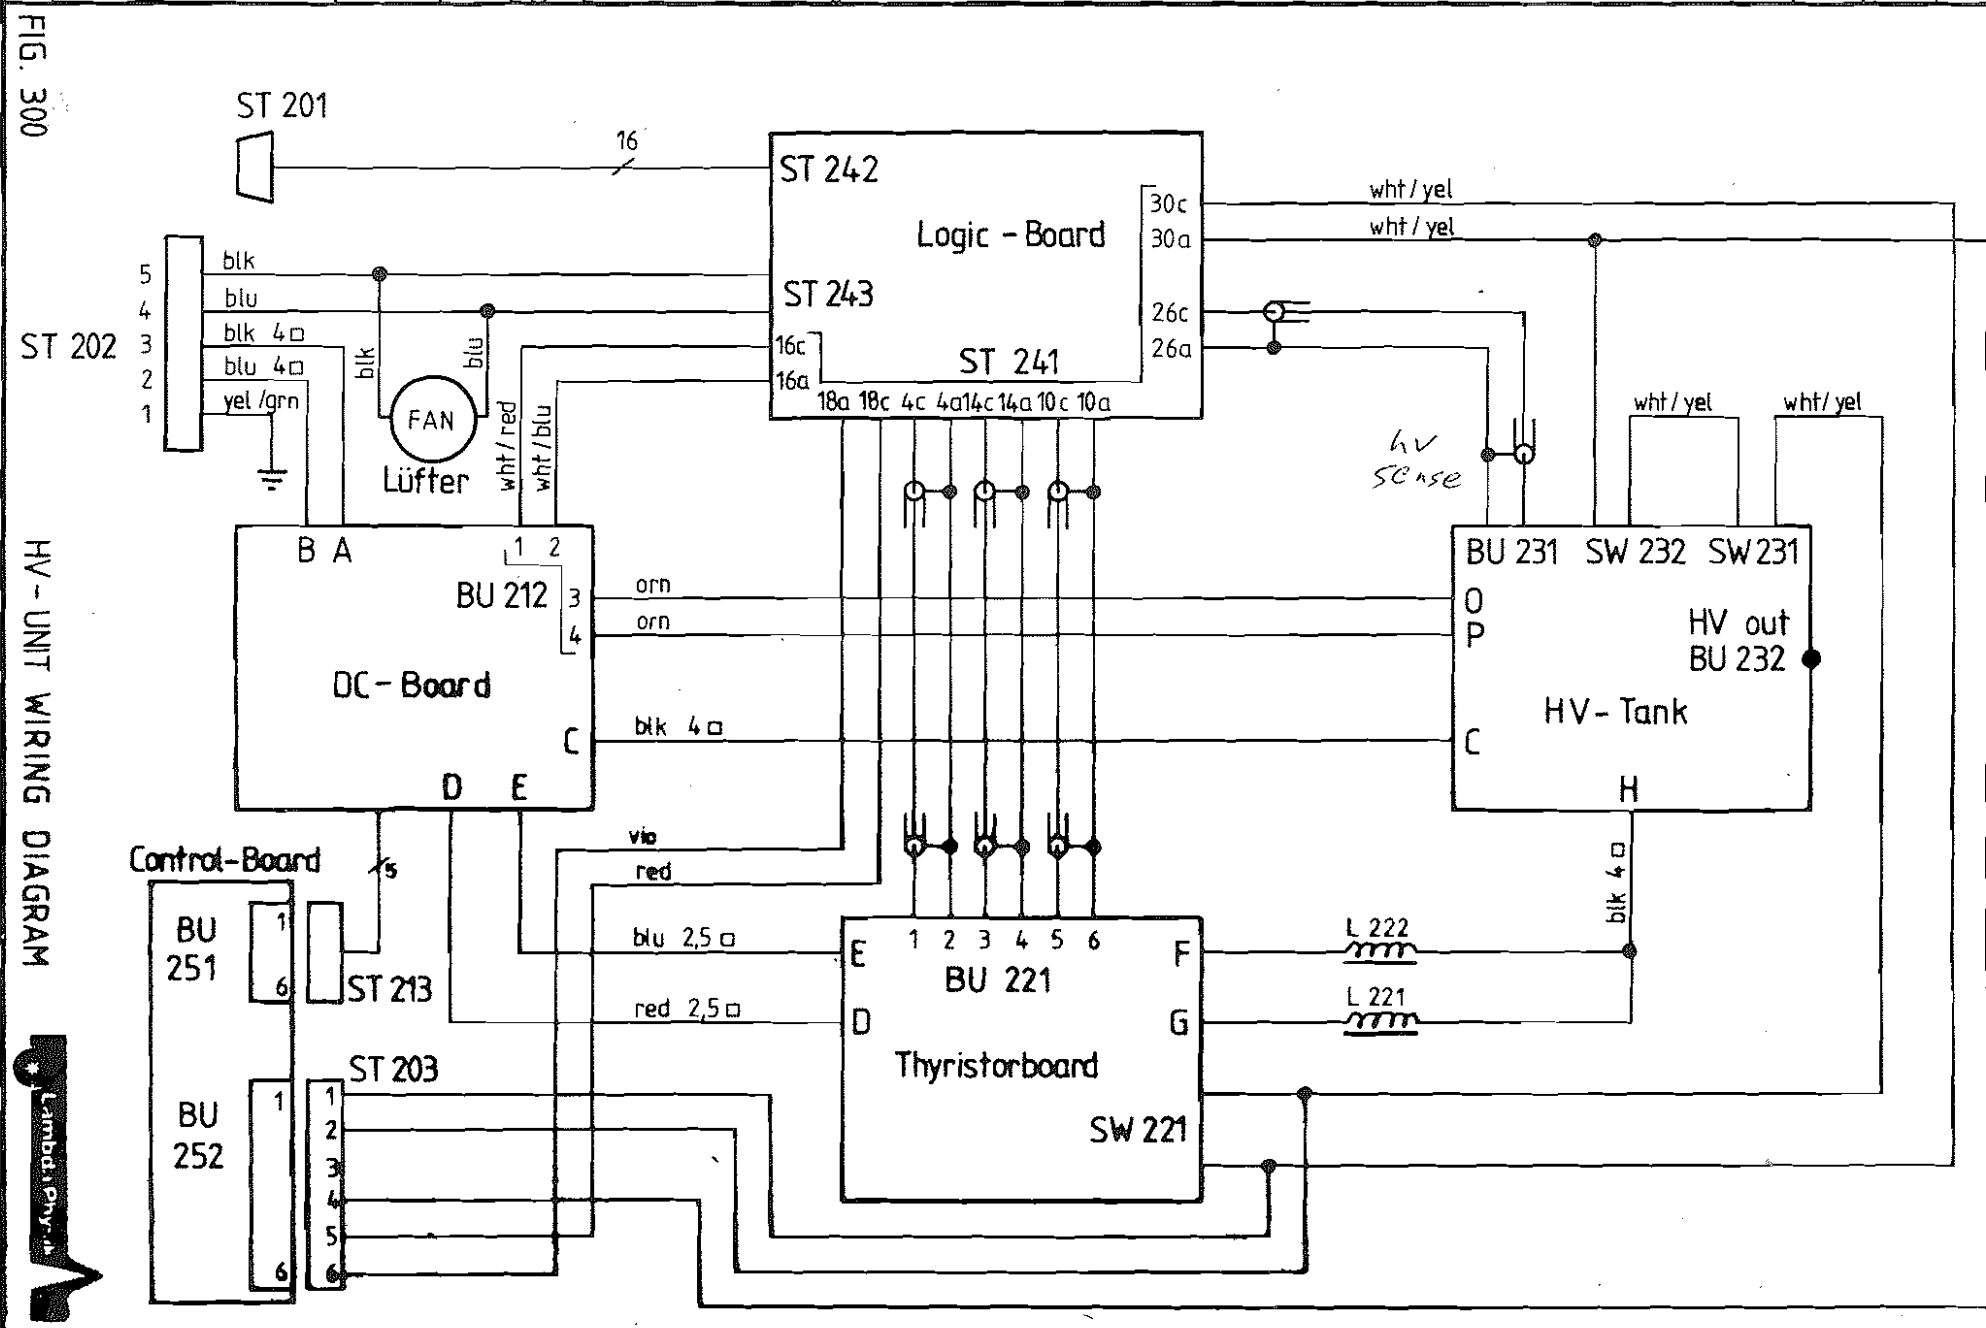 FIG. 300
HV-UNIT WIRING DIAGRAM
Lambda Physik
ST 201
16
ST 242
Logic - Board
ST 243
ST 241
30c
30a
26c
26a
16c
16a
18a 18c 4c 4a 14c 14a 10c 10a
wht / yel
wht / yel
ST 202
5
4
3
2
1
blk
blu
blk 4□
blu 4□
yel /grn
blk
blu
FAN
Lüfter
wht / red
wht / blu
hv
sense
wht/yel
wht/yel
B A
1 2
BU 212
3
4
DC-Board
C
D E
orn
orn
blk 4□
BU 231 SW 232 SW 231
O
P
HV out
BU 232
HV-Tank
C
H
blk 4□
Control-Board
5
BU
251
1
6
ST 213
vio
red
blu 2,5□
red 2,5□
1 2 3 4 5 6
BU 221
E
D
F
G
Thyristorboard
SW 221
L 222
L 221
ST 203
BU
252
1
6
1
2
3
4
5
6